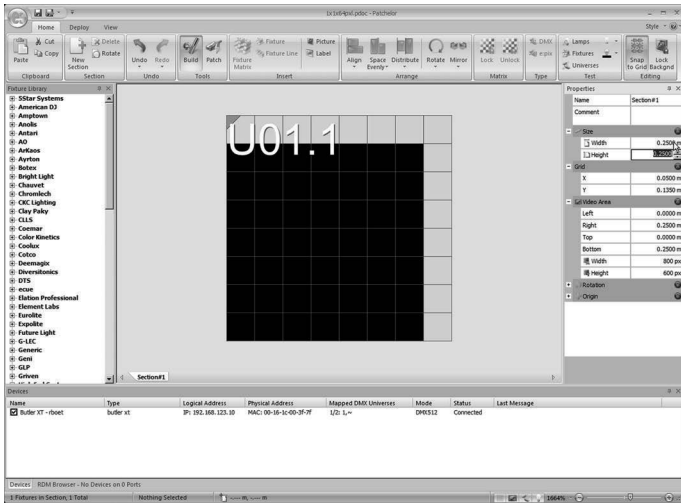 1x1x64pxl.pdoc - Patchelor
Home Deploy View Style
Paste Cut Copy New Section Delete Rotate Undo Redo Build Patch Fixture Matrix Fixture Fixture Line Picture Label Align Space Evenly Distribute Rotate Mirror Lock Unlock DMX e:pix Lamps Fixtures Universes Snap to Grid Lock Backgnd
Clipboard Section Undo Tools Insert Arrange Matrix Type Test Editing
Fixture Library
5Star Systems
American DJ
Amptown
Anolis
Antari
AO
ArKaos
Ayrton
Botex
Bright Light
Chauvet
Chromlech
CKC Lighting
Clay Paky
CLLS
Coemar
Color Kinetics
Coolux
Cotco
Deemagix
Diversitonics
DTS
ecue
Elation Professional
Element Labs
Eurolite
Expolite
Future Light
G-LEC
Generic
Geni
GLP
Griven
U01.1
Section#1
Properties
Name Section#1
Comment
Size
Width 0.2500 m
Height 0.2500
Grid
X 0.0500 m
Y 0.1350 m
Video Area
Left 0.0000 m
Right 0.2500 m
Top 0.0000 m
Bottom 0.2500 m
Width 800 px
Height 600 px
Rotation
Origin
Devices
Name Type Logical Address Physical Address Mapped DMX Universes Mode Status Last Message
Butler XT - rboet butler xt IP: 192.168.123.10 MAC: 00-16-1c-00-3f-7f 1/2: 1,~ DMX512 Connected
Devices RDM Browser - No Devices on 0 Ports
1 Fixtures in Section, 1 Total Nothing Selected --.-- m, --.-- m 1664%